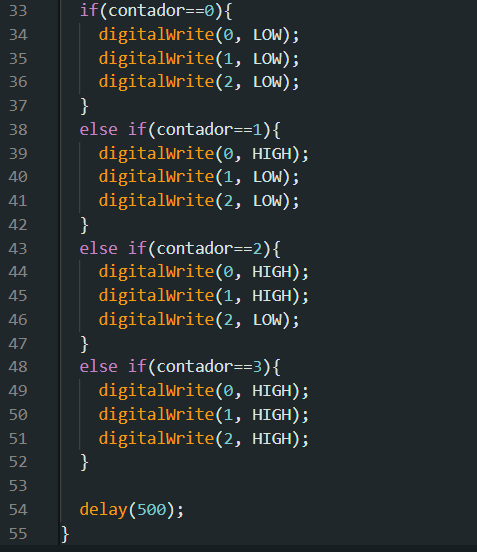 33 if(contador==0){
34 digitalWrite(0, LOW);
35 digitalWrite(1, LOW);
36 digitalWrite(2, LOW);
37 }
38 else if(contador==1){
39 digitalWrite(0, HIGH);
40 digitalWrite(1, LOW);
41 digitalWrite(2, LOW);
42 }
43 else if(contador==2){
44 digitalWrite(0, HIGH);
45 digitalWrite(1, HIGH);
46 digitalWrite(2, LOW);
47 }
48 else if(contador==3){
49 digitalWrite(0, HIGH);
50 digitalWrite(1, HIGH);
51 digitalWrite(2, HIGH);
52 }
53
54 delay(500);
55 }